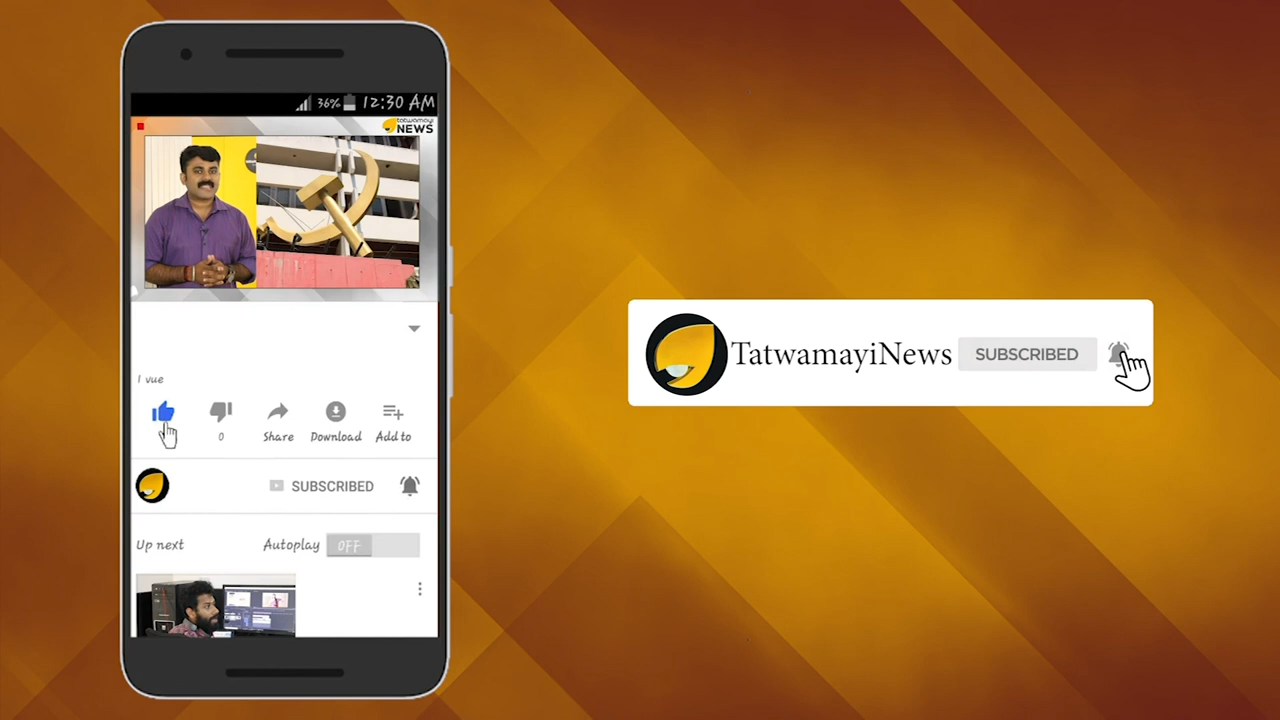 36% 12:30 AM
tatwamayi
NEWS
1 vue
0 Share Download Add to
SUBSCRIBED
Up next Autoplay OFF
TatwamayiNews SUBSCRIBED